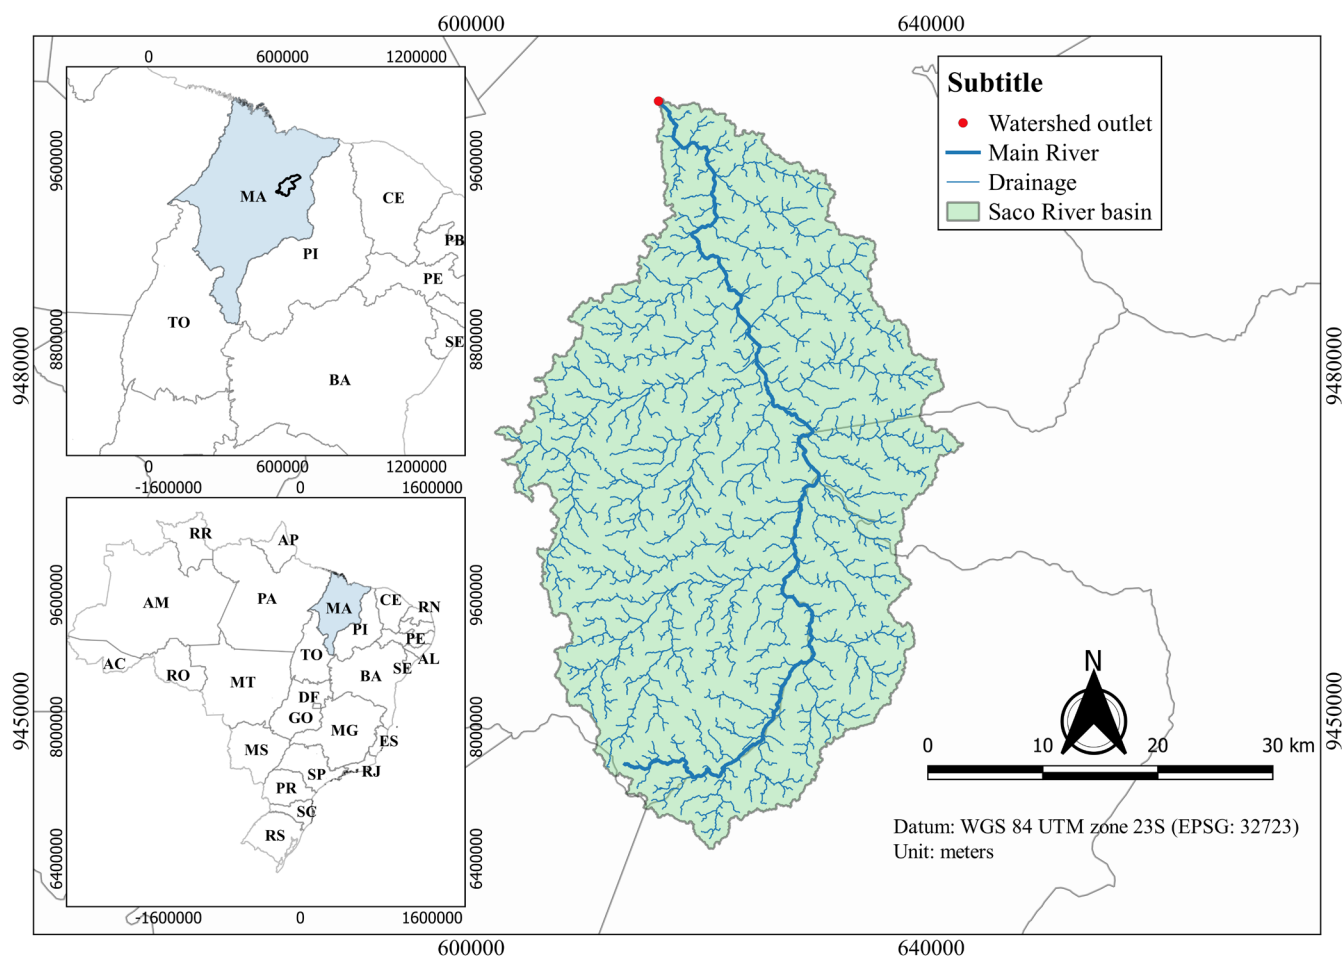 600000
640000
0
600000
1200000
9600000
8800000
9600000
8800000
MA
CE
PI
PB
PE
TO
SE
BA
0
600000
1200000
-1600000
0
1600000
9600000
8000000
6400000
9600000
8000000
6400000
RR
AP
AM
PA
MA
CE
RN
PI
PE
AC
RO
TO
AL
SE
MT
BA
DF
GO
MG
MS
ES
SP
RJ
PR
SC
RS
-1600000
0
1600000
9480000
9450000
9480000
9450000
Subtitle
Watershed outlet
Main River
Drainage
Saco River basin
N
0 10 20 30 km
Datum: WGS 84 UTM zone 23S (EPSG: 32723)
Unit: meters
600000
640000